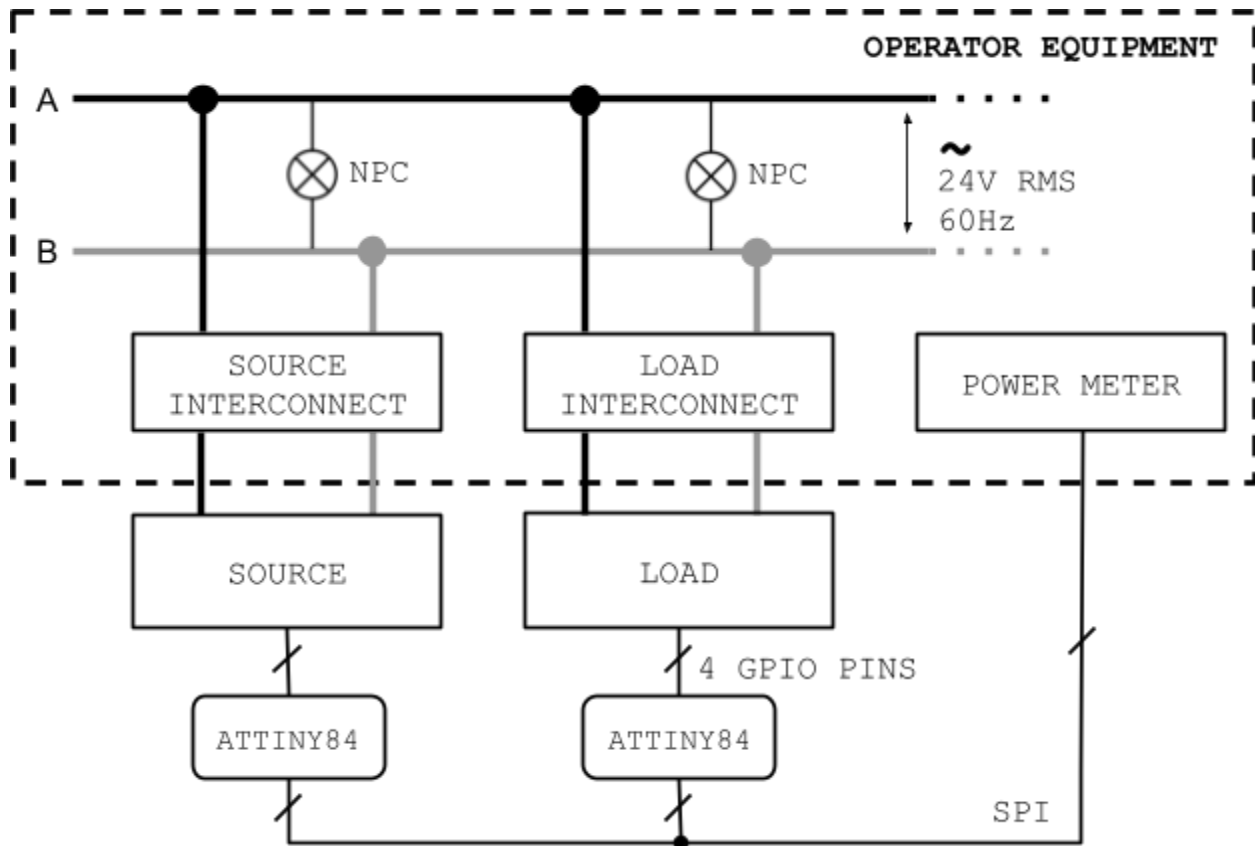 OPERATOR EQUIPMENT
A
NPC
NPC
~
24V RMS
60Hz
B
SOURCE
INTERCONNECT
LOAD
INTERCONNECT
POWER METER
SOURCE
LOAD
4 GPIO PINS
ATTINY84
ATTINY84
SPI